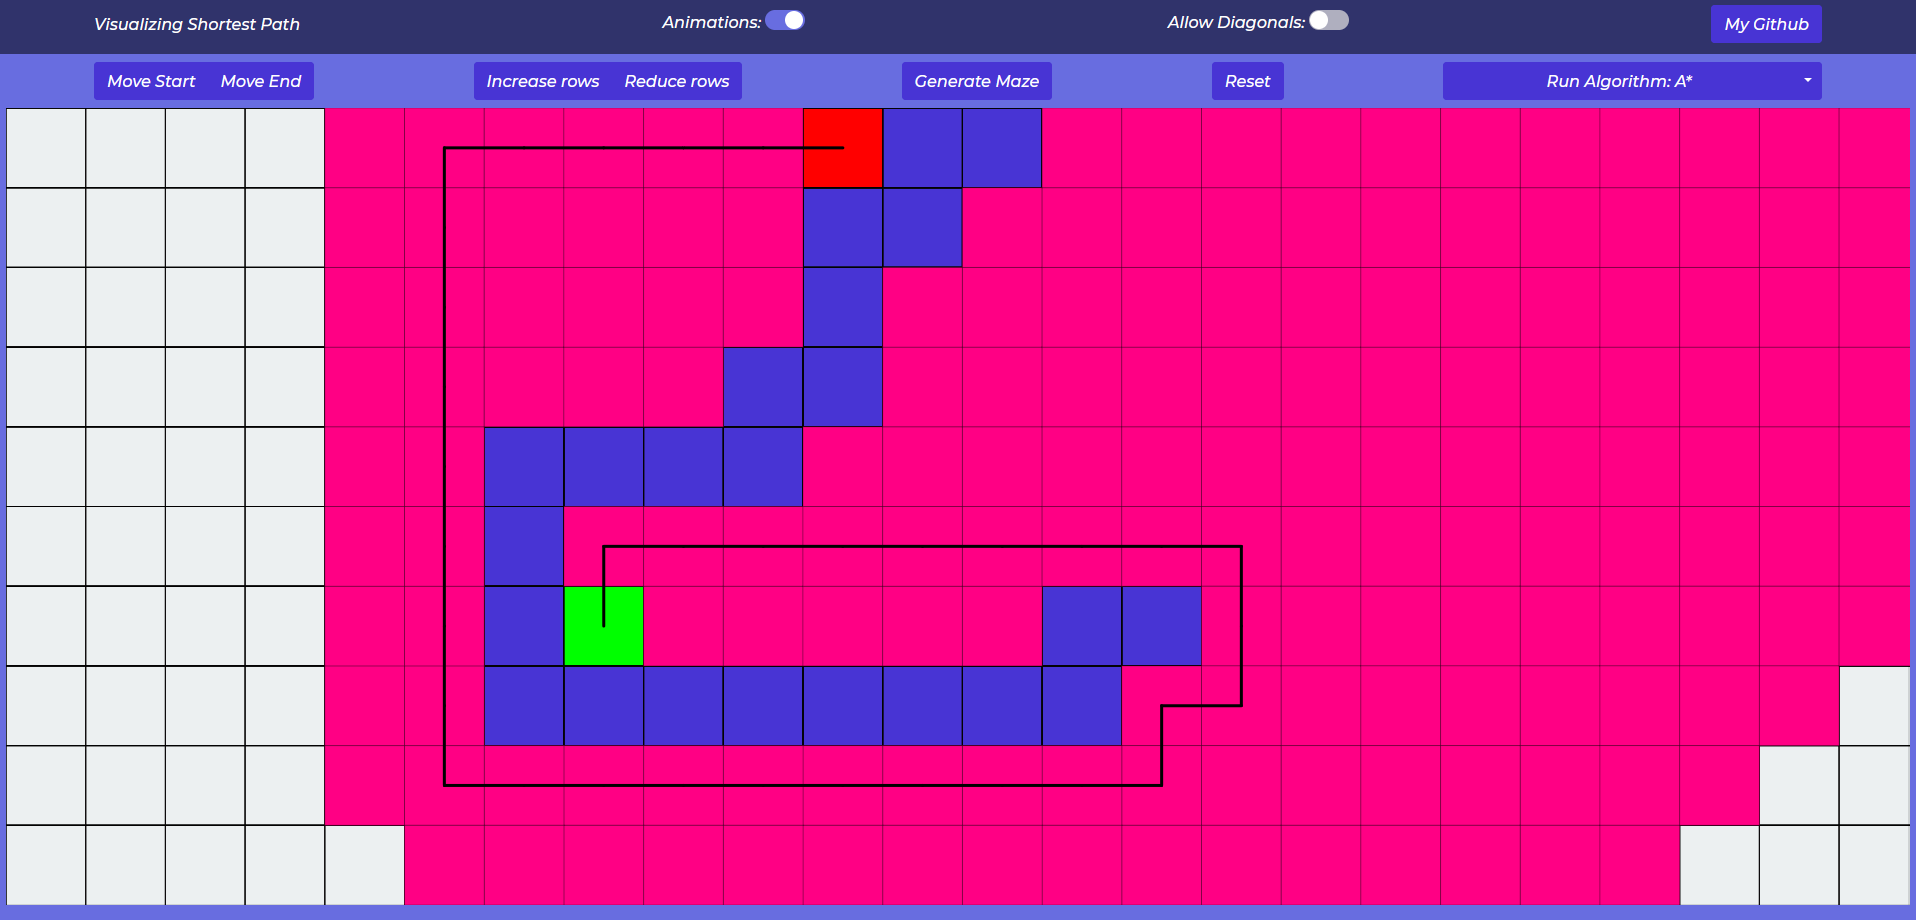 Visualizing Shortest Path
Animations:
Allow Diagonals:
My Github
Move Start
Move End
Increase rows
Reduce rows
Generate Maze
Reset
Run Algorithm: A*